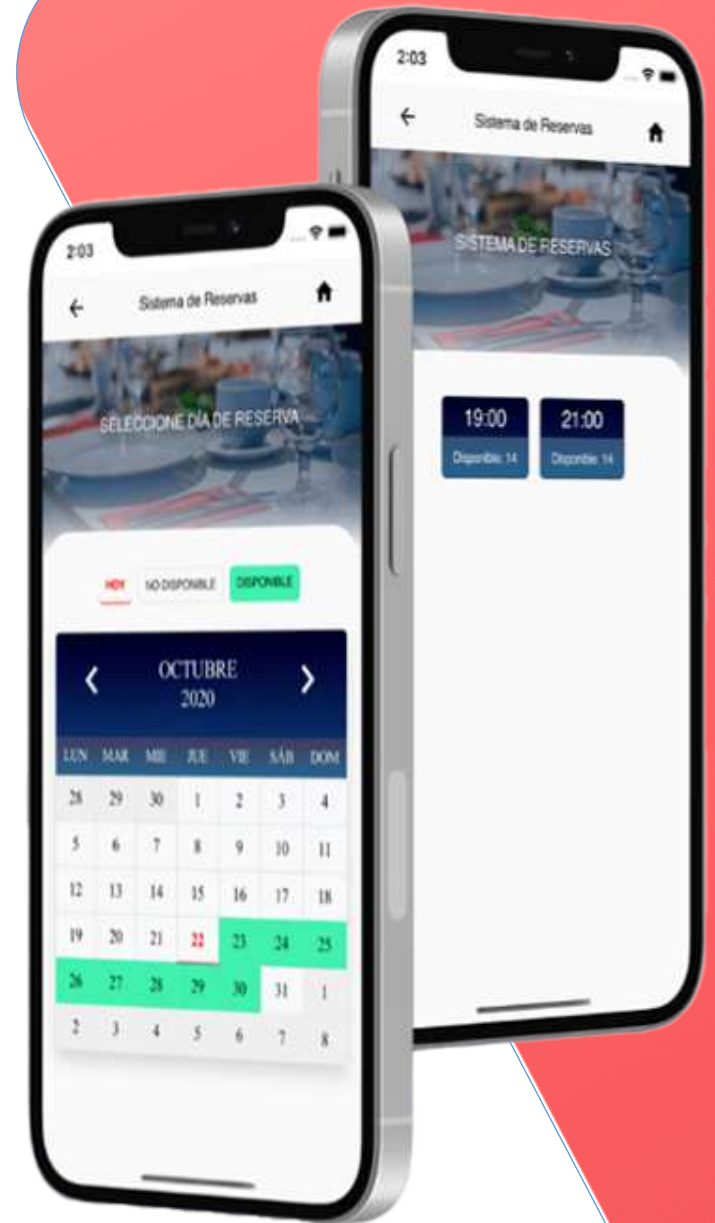 2:03
Sistema de Reservas
SISTEMA DE RESERVAS
19:00
Disponible: 14
21:00
Disponible: 14
2:03
Sistema de Reservas
SELECCIONE DÍA DE RESERVA
HOY
NO DISPONIBLE
DISPONIBLE
OCTUBRE
2020
LUN MAR MIE JUE VIE SÁB DOM
28 29 30 1 2 3 4
5 6 7 8 9 10 11
12 13 14 15 16 17 18
19 20 21 22 23 24 25
26 27 28 29 30 31 1
2 3 4 5 6 7 8